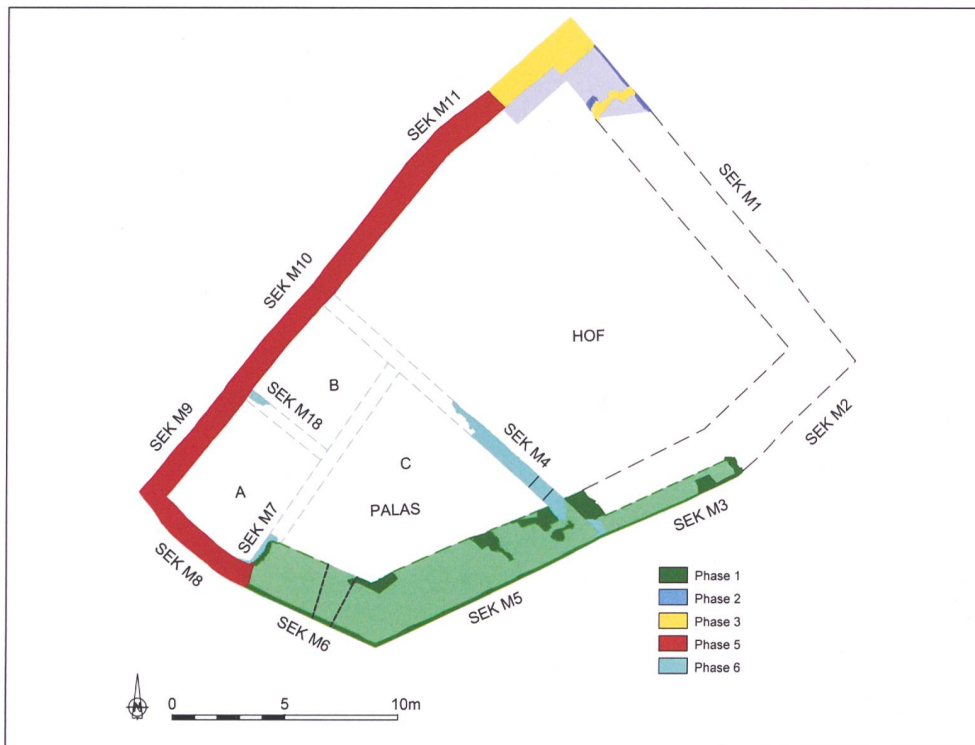 SEK M11
SEK M1
SEK M10
HOF
B
SEK M18
SEK M2
SEK M9
SEK M4
C
A
PALAS
SEK M7
SEK M3
SEK M8
SEK M5
SEK M6
Phase 1
Phase 2
Phase 3
Phase 5
Phase 6
N
0 5 10m